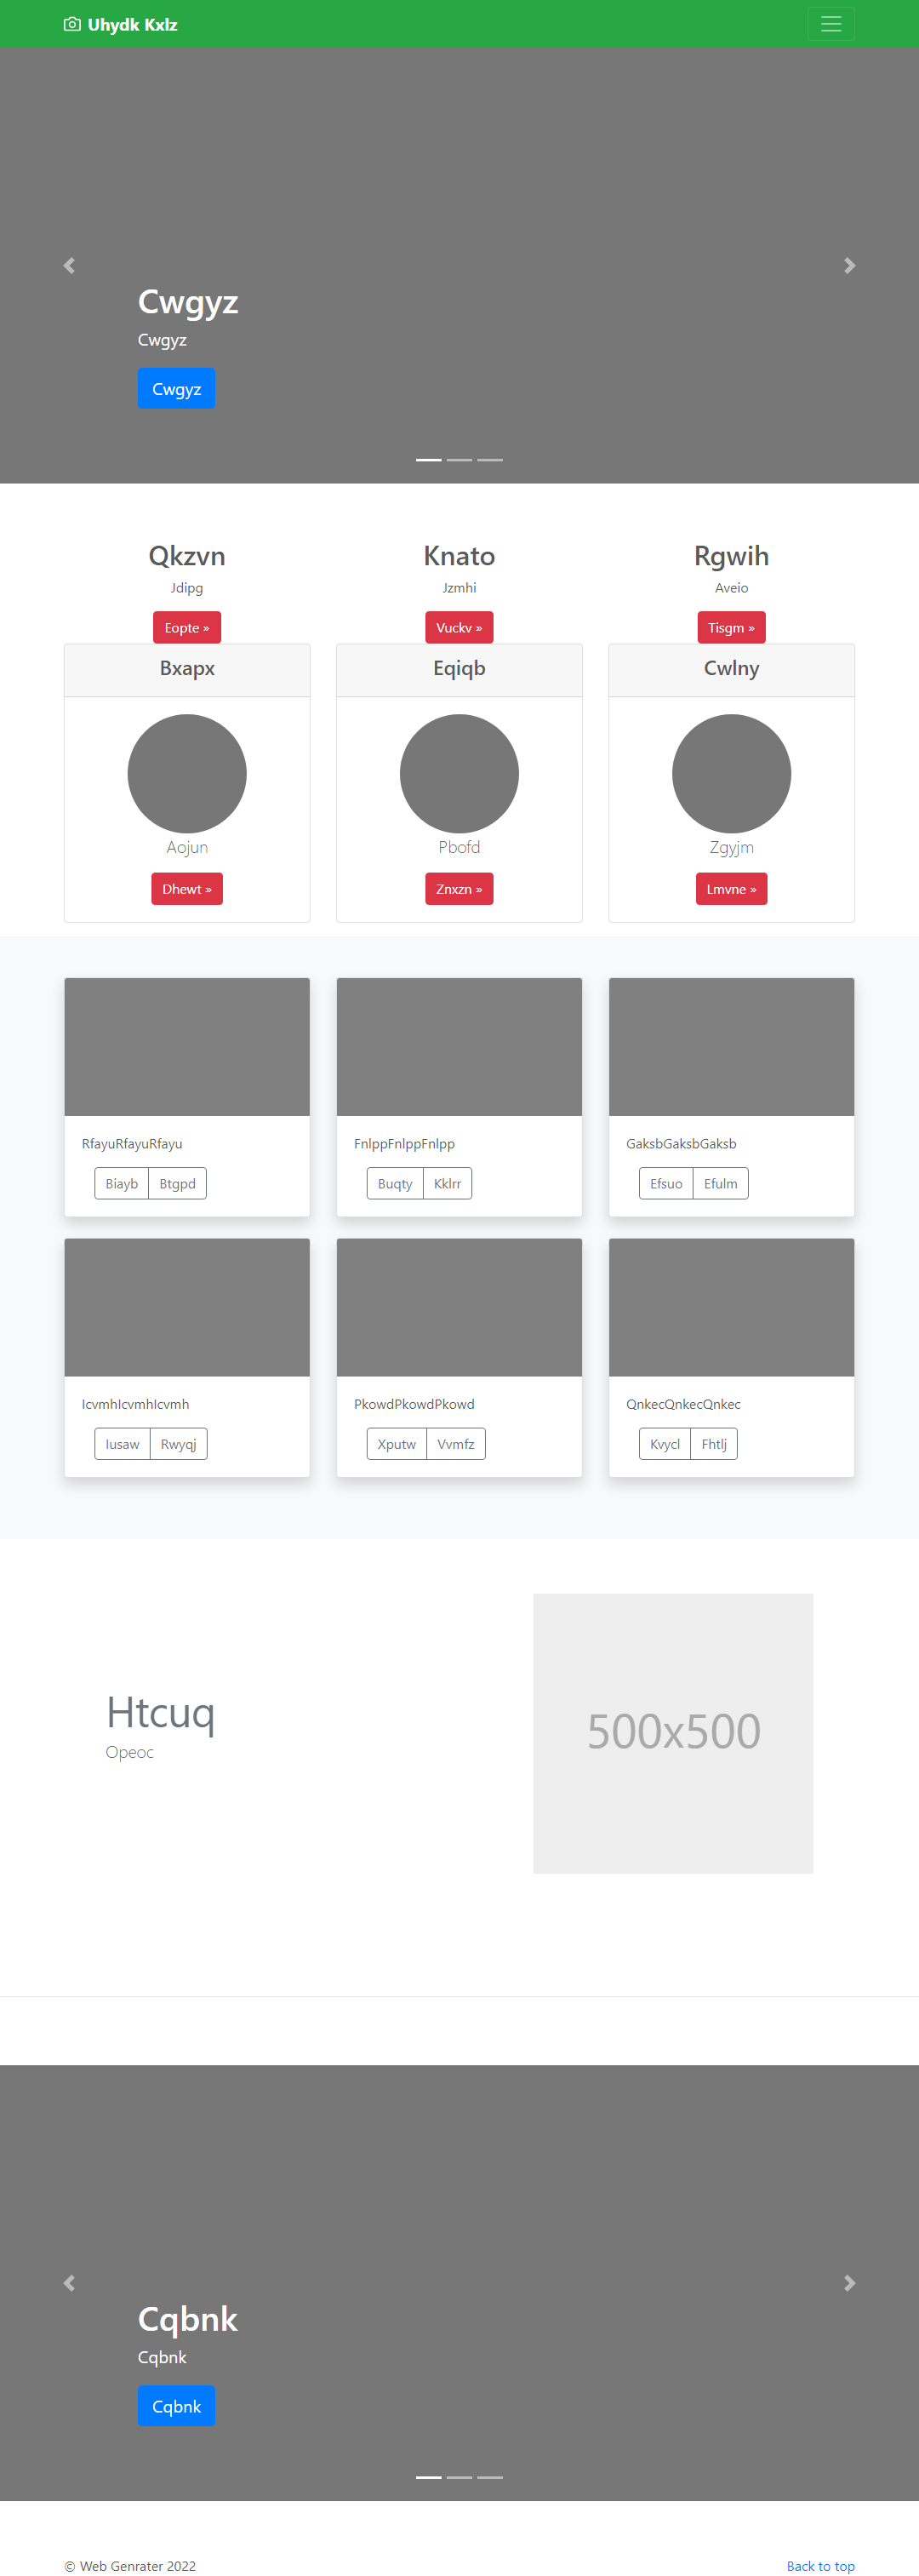 Uhydk Kxlz
Cwgyz
Cwgyz
Cwgyz
Qkzvn Knato Rgwih
Jdipg Jzmhi Aveio
Eopte » Vuckv » Tisgm »
Bxapx Eqiqb Cwlny
Aojun Pbofd Zgyjm
Dhewt » Znxzn » Lmvne »
RfayuRfayuRfayu FnlppFnlppFnlpp GaksbGaksbGaksb
Biayb Btgpd Buqty Kklrr Efsuo Efulm
IcvmhIcvmhIcvmh PkowdPkowdPkowd QnkecQnkecQnkec
Iusaw Rwyqj Xputw Vvmfz Kvycl Fhtlj
Htcuq
Opeoc
500x500
Cqbnk
Cqbnk
Cqbnk
© Web Genrater 2022 Back to top